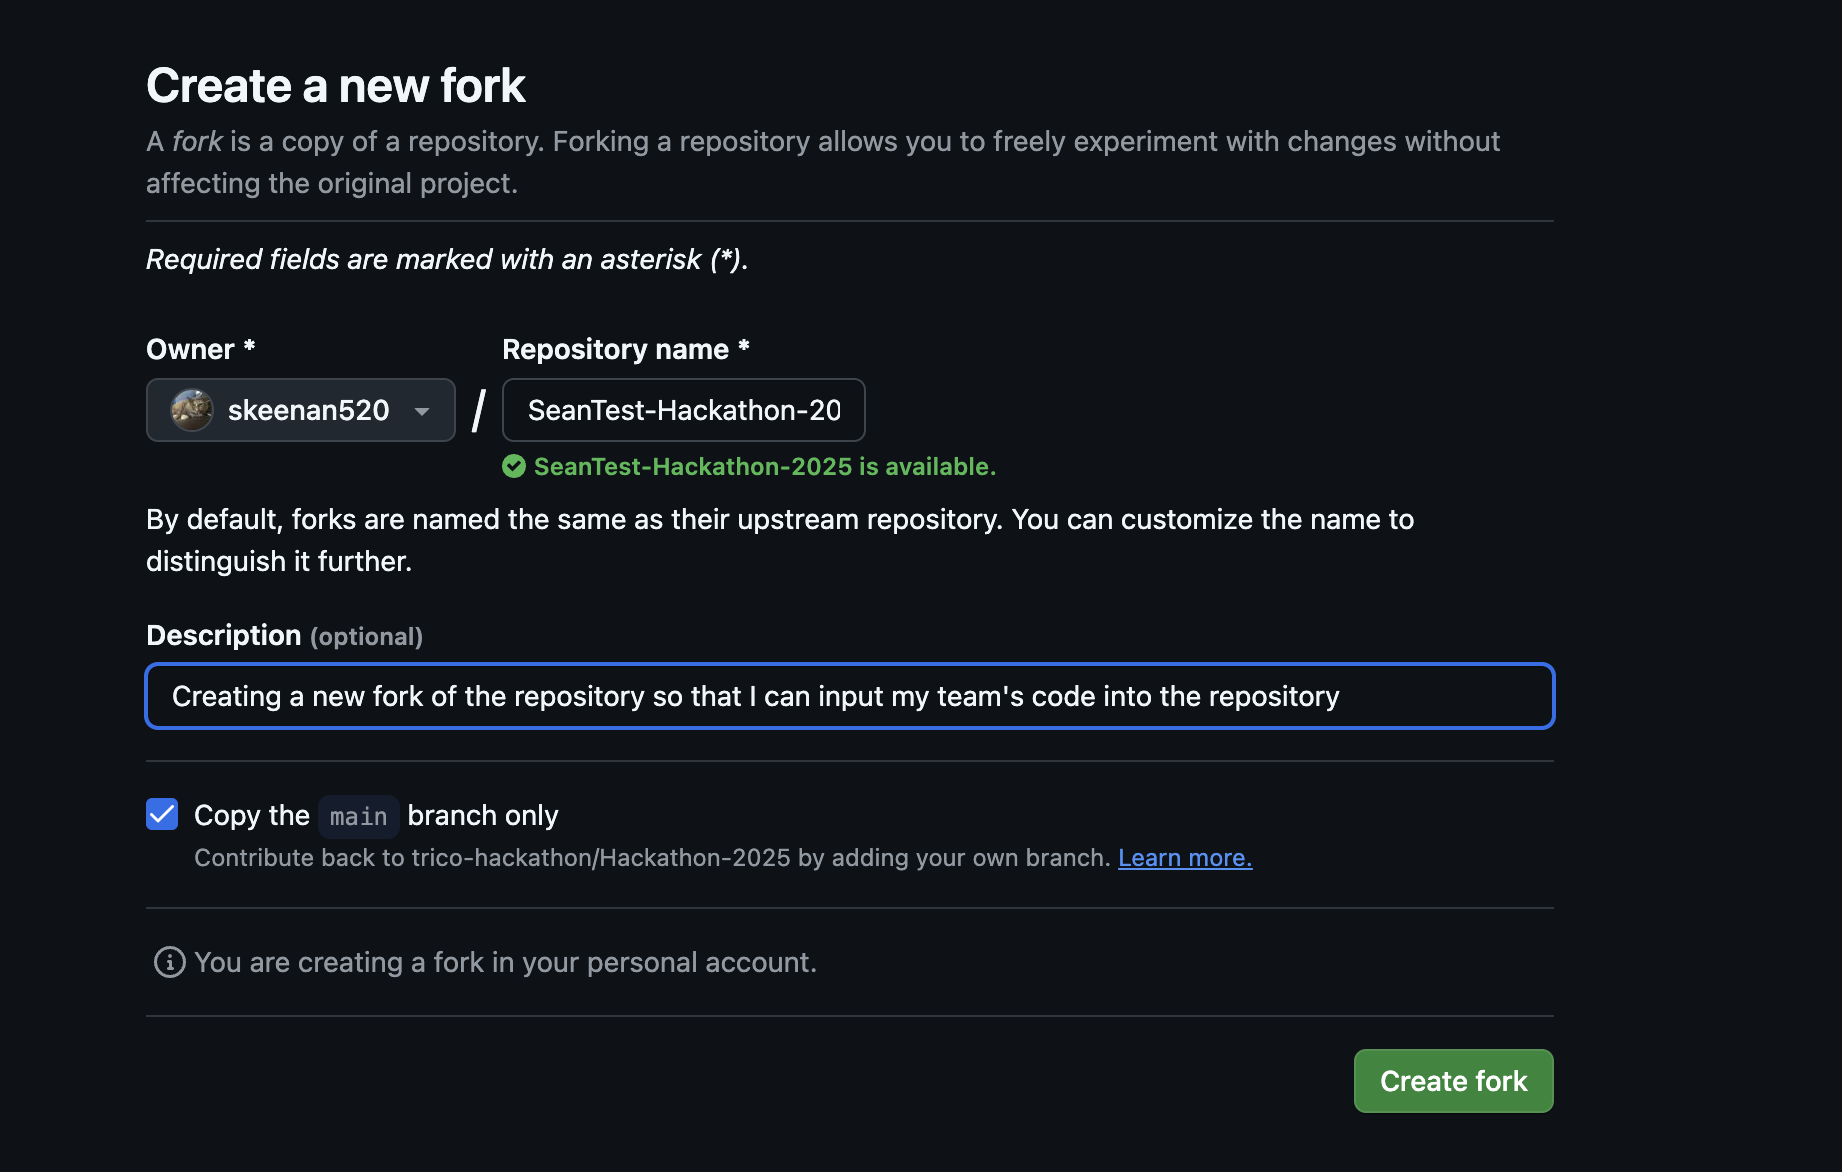 Create a new fork
A fork is a copy of a repository. Forking a repository allows you to freely experiment with changes without
affecting the original project.
Required fields are marked with an asterisk (*).
Owner *
Repository name *
skeenan520
/
SeanTest-Hackathon-20
SeanTest-Hackathon-2025 is available.
By default, forks are named the same as their upstream repository. You can customize the name to
distinguish it further.
Description (optional)
Creating a new fork of the repository so that I can input my team's code into the repository
Copy the main branch only
Contribute back to trico-hackathon/Hackathon-2025 by adding your own branch. Learn more.
You are creating a fork in your personal account.
Create fork